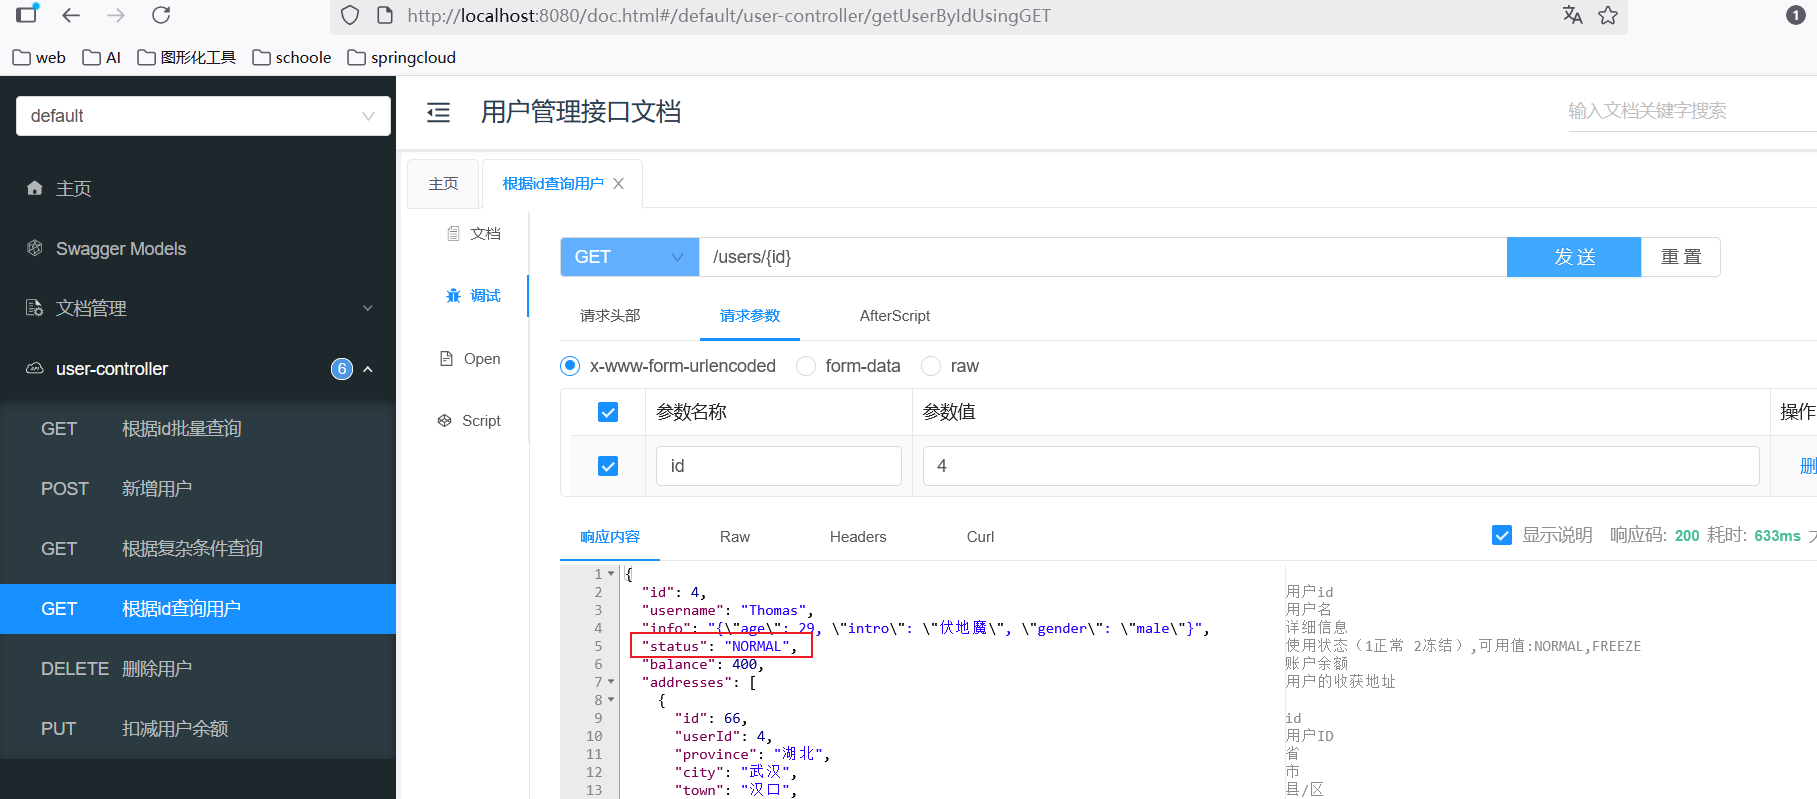 http://localhost:8080/doc.html#/default/user-controller/getUserByIdUsingGET
1
web AI 图形化工具 schoole springcloud
default
用户管理接口文档
输入文档关键字搜索
主页
Swagger Models
文档管理
user-controller 6
GET 根据id批量查询
POST 新增用户
GET 根据复杂条件查询
GET 根据id查询用户
DELETE 删除用户
PUT 扣减用户余额
主页 根据id查询用户
文档
调试
Open
Script
GET /users/{id} 发送 重置
请求头部 请求参数 AfterScript
x-www-form-urlencoded form-data raw
参数名称 参数值 操作
id 4 删
响应内容 Raw Headers Curl 显示说明 响应码: 200 耗时: 633ms
1 {
2 "id": 4, 用户id
3 "username": "Thomas", 用户名
4 "info": "{\"age\": 29, \"intro\": \"伏地魔\", \"gender\": \"male\"}", 详细信息
5 "status": "NORMAL", 使用状态（1正常 2冻结）,可用值:NORMAL,FREEZE
6 "balance": 400, 账户余额
7 "addresses": [ 用户的收获地址
8 {
9 "id": 66, id
10 "userId": 4, 用户ID
11 "province": "湖北", 省
12 "city": "武汉", 市
13 "town": "汉口", 县/区